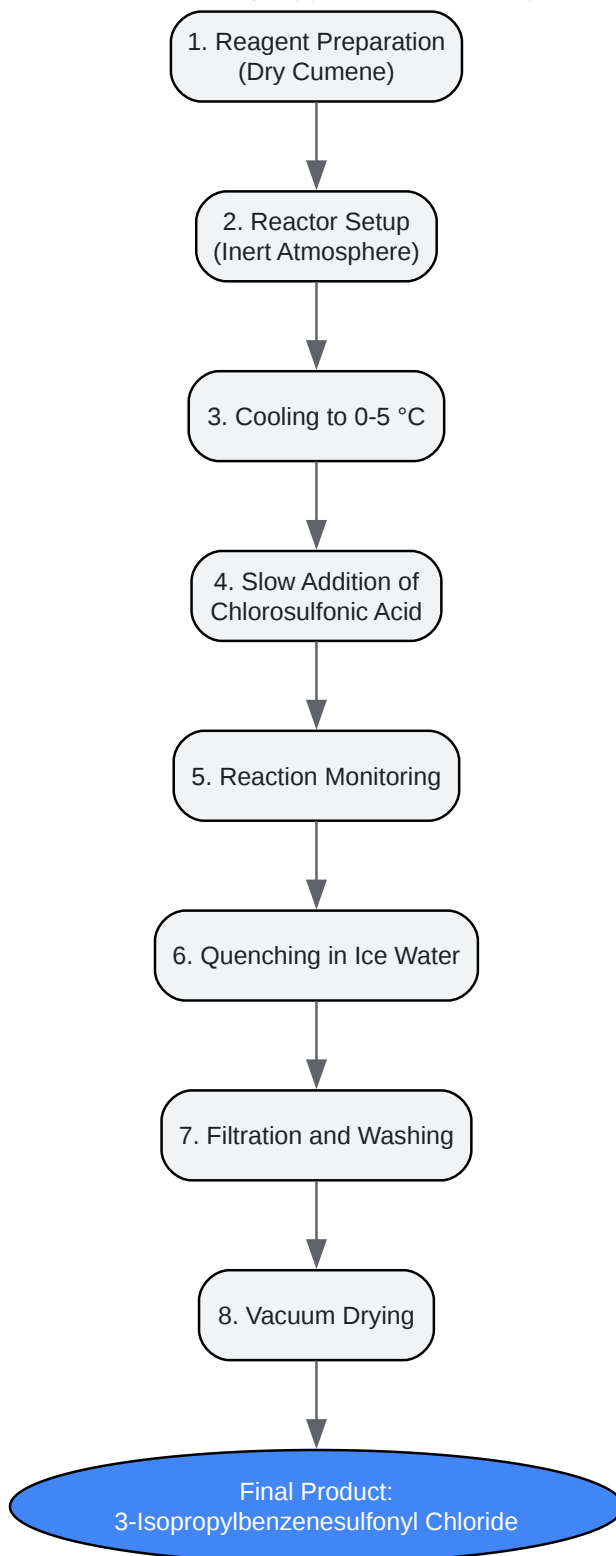 1. Reagent Preparation
(Dry Cumene)
2. Reactor Setup
(Inert Atmosphere)
3. Cooling to 0-5 °C
4. Slow Addition of
Chlorosulfonic Acid
5. Reaction Monitoring
6. Quenching in Ice Water
7. Filtration and Washing
8. Vacuum Drying
Final Product:
3-Isopropylbenzenesulfonyl Chloride